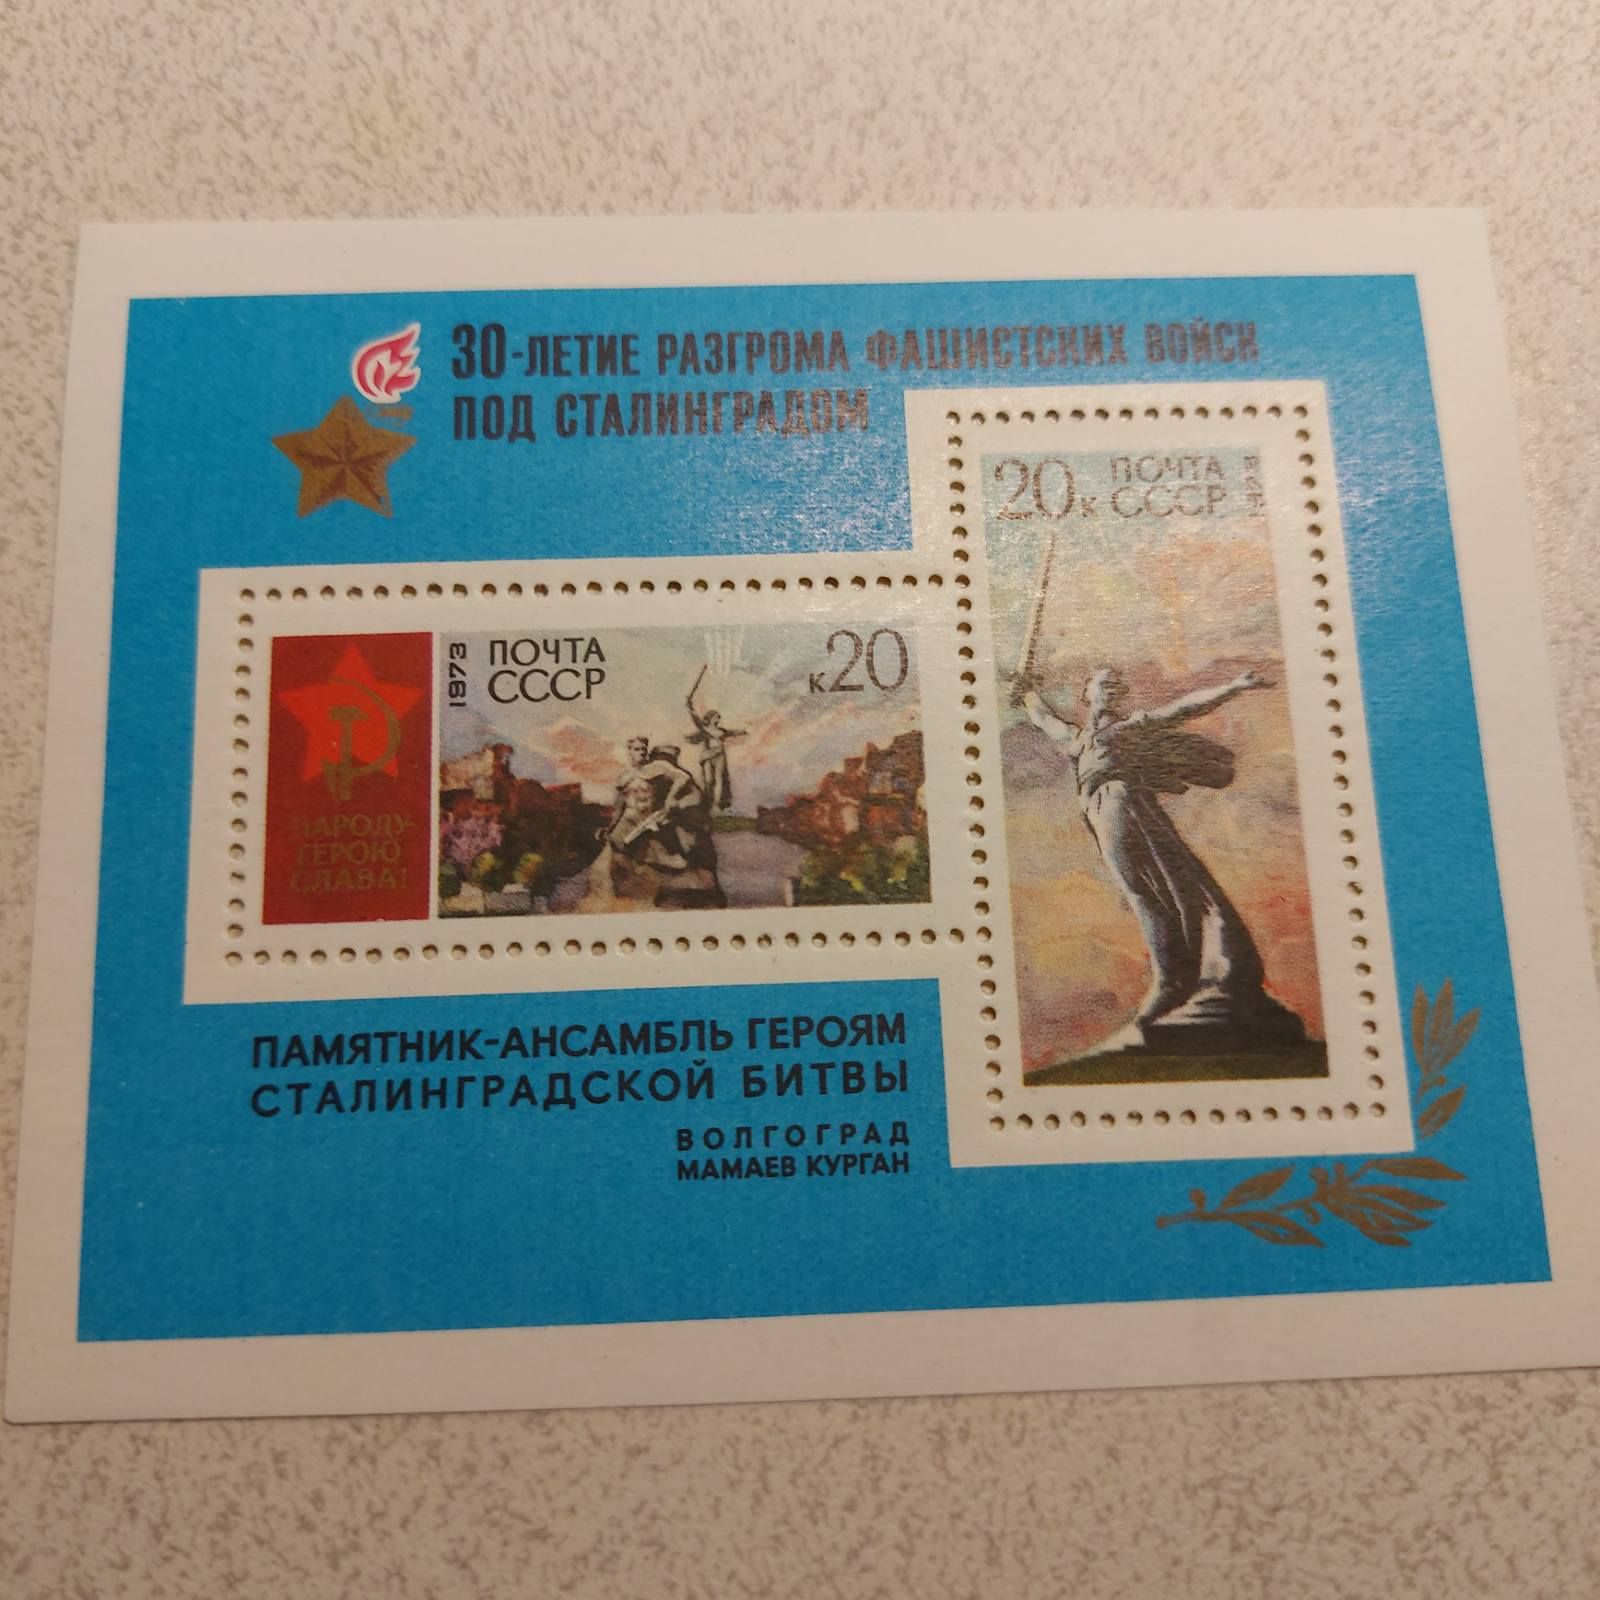 30-ЛЕТИЕ РАЗГРОМА ФАШИСТСКИХ ВОЙСК
ПОД СТАЛИНГРАДОМ
1973
ПОЧТА
СССР
к20
НАРОДУ-
ГЕРОЮ
СЛАВА!
20к
ПОЧТА
СССР
1973
ПАМЯТНИК-АНСАМБЛЬ ГЕРОЯМ
СТАЛИНГРАДСКОЙ БИТВЫ
ВОЛГОГРАД
МАМАЕВ КУРГАН